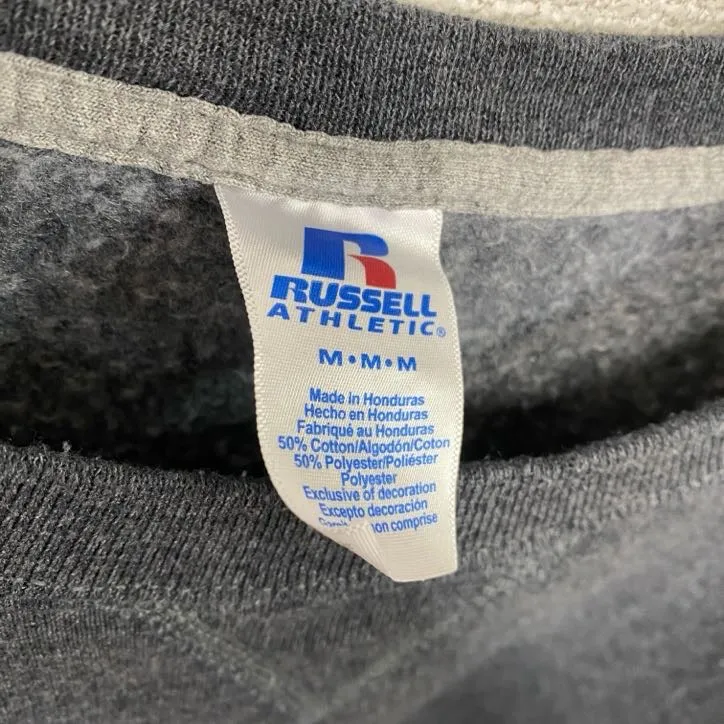 R
RUSSELL
ATHLETIC®
M•M•M
Made in Honduras
Hecho en Honduras
Fabriqué au Honduras
50% Cotton/Algodón/Coton
50% Polyester/Poliéster
Polyester
Exclusive of decoration
Excepto decoración
comprise